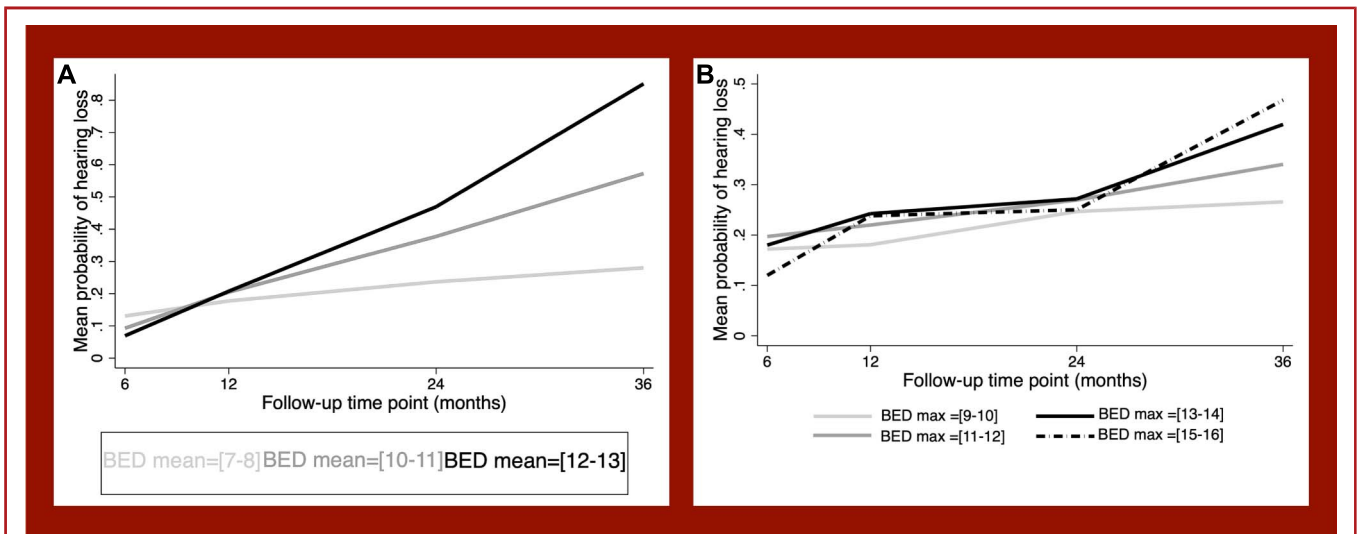 A
Mean probability of hearing loss
.8
.7
.6
.5
.4
.3
.2
.1
0
6 12 24 36
Follow-up time point (months)
BED mean=[7-8] BED mean=[10-11] BED mean=[12-13]
B
Mean probability of hearing loss
.5
.4
.3
.2
.1
0
6 12 24 36
Follow-up time point (months)
BED max =[9-10] BED max =[13-14]
BED max =[11-12] BED max =[15-16]